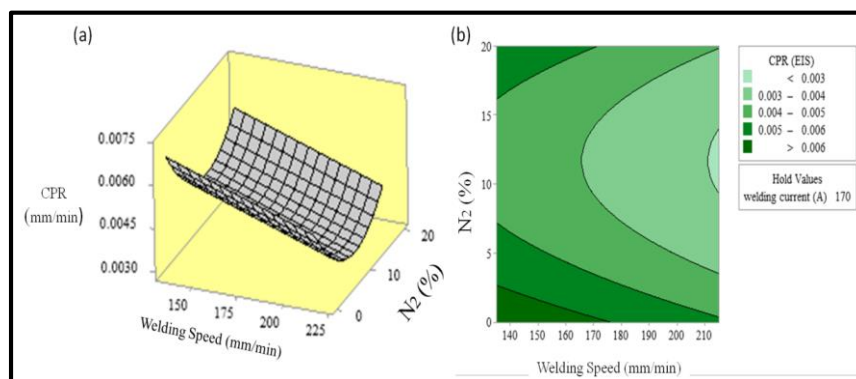 (a)
0.0075
0.0060
CPR
(mm/min)
0.0045
0.0030
150
175
200
225
Welding Speed (mm/min)
0
10
20
N2 (%)
(b)
20
15
10
5
0
N2 (%)
140 150 160 170 180 190 200 210
Welding Speed (mm/min)
CPR (EIS)
< 0.003
0.003 – 0.004
0.004 – 0.005
0.005 – 0.006
> 0.006
Hold Values
welding current (A) 170